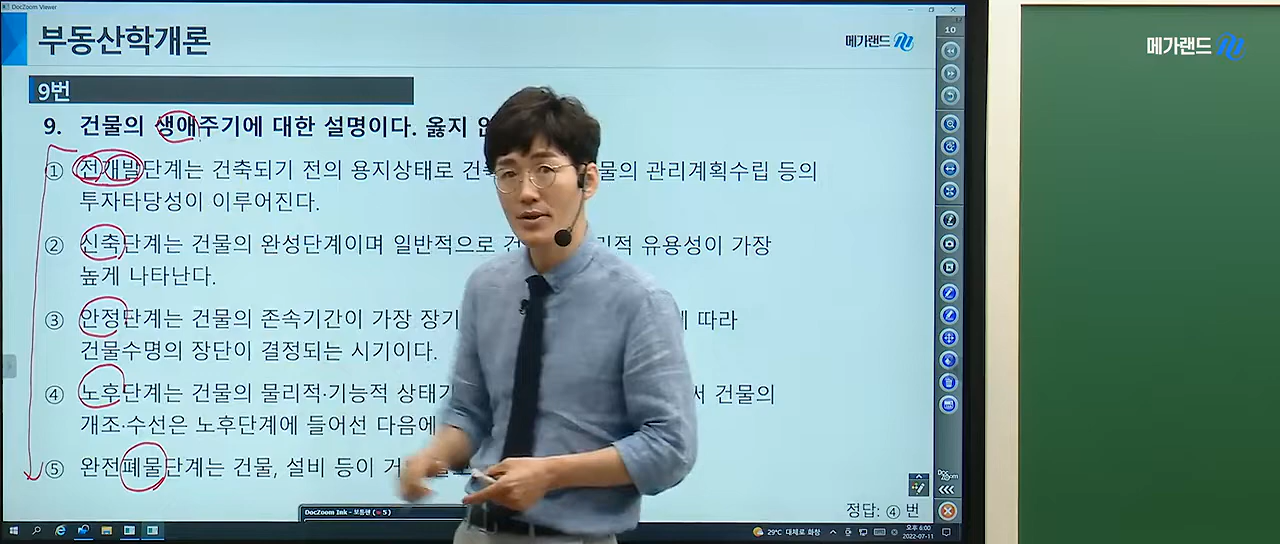 DocZoom Viewer
부동산학개론
메가랜드
메가랜드
10
9번
9. 건물의 생애주기에 대한 설명이다. 옳지
① 전개발단계는 건축되기 전의 용지상태로 물의 관리계획수립 등의
투자타당성이 이루어진다.
② 신축단계는 건물의 완성단계이며 일반적으로 적 유용성이 가장
높게 나타난다.
③ 안정단계는 건물의 존속기간이 가장 장기 따라
건물수명의 장단이 결정되는 시기이다.
④ 노후단계는 건물의 물리적·기능적 상태가 건물의
개조·수선은 노후단계에 들어선 다음에
⑤ 완전폐물단계는 건물, 설비 등이
정답: ④ 번
DocZoom Ink - 보통펜 (5)
29°C 대체로 화창
오후 6:00
2022-07-11